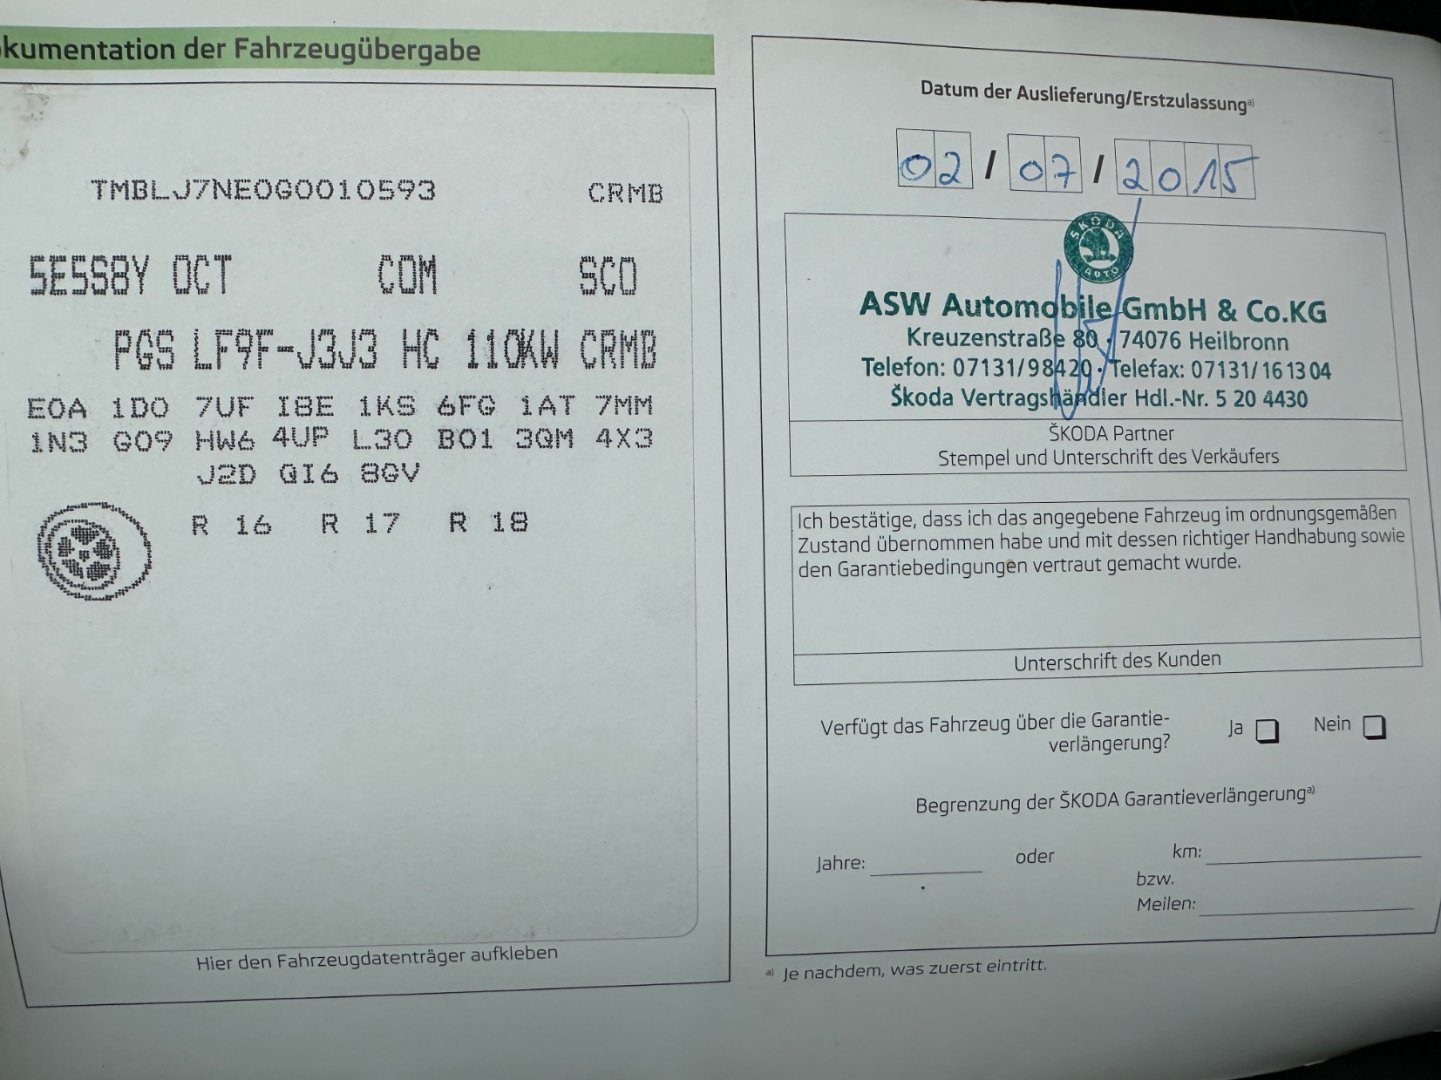 kumentation der Fahrzeugübergabe
TMBLJ7NE0G0010593 CRMB
5E5S8Y OCT COM SCO
PGS LF9F-J3J3 HC 110KW CRMB
E0A 1D0 7UF I8E 1KS 6FG 1AT 7MM
1N3 G09 HW6 4UP L30 B01 3QM 4X3
J2D QI6 8GV
R 16 R 17 R 18
Hier den Fahrzeugdatenträger aufkleben
Datum der Auslieferung/Erstzulassung a)
02 / 07 / 2015
ŠKODA
AUTO
ASW Automobile GmbH & Co.KG
Kreuzenstraße 80 · 74076 Heilbronn
Telefon: 07131/98420 · Telefax: 07131/161304
Škoda Vertragshändler Hdl.-Nr. 5 20 4430
ŠKODA Partner
Stempel und Unterschrift des Verkäufers
Ich bestätige, dass ich das angegebene Fahrzeug im ordnungsgemäßen
Zustand übernommen habe und mit dessen richtiger Handhabung sowie
den Garantiebedingungen vertraut gemacht wurde.
Unterschrift des Kunden
Verfügt das Fahrzeug über die Garantie- Ja Nein
verlängerung?
Begrenzung der ŠKODA Garantieverlängerung a)
Jahre: oder km:
bzw.
Meilen:
a) Je nachdem, was zuerst eintritt.